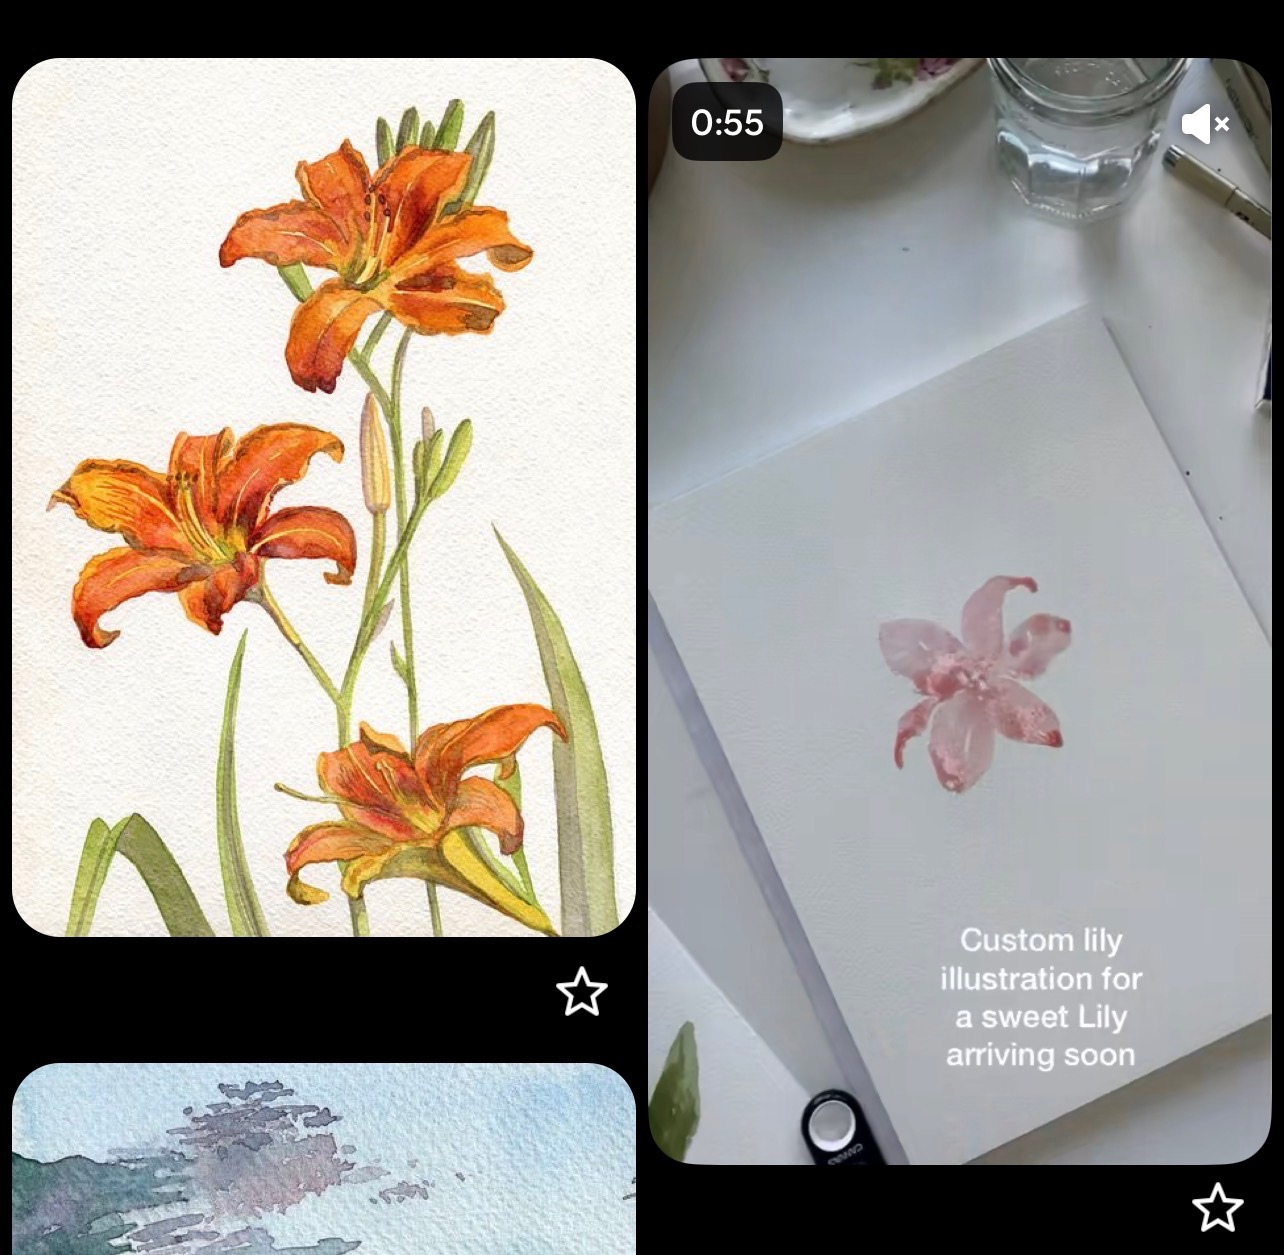 0:55
Custom lily
illustration for
a sweet Lily
arriving soon